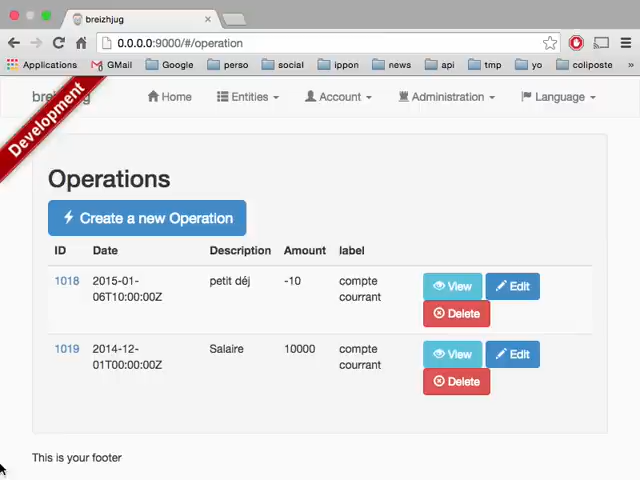 breizhjug
0.0.0.0:9000/#/operation
Applications GMail Google perso social ippon news api tmp yo coliposte »
Development
Home Entities Account Administration Language
Operations
Create a new Operation
ID Date Description Amount label
1018 2015-01-06T10:00:00Z petit déj -10 compte courrant View Edit Delete
1019 2014-12-01T00:00:00Z Salaire 10000 compte courrant View Edit Delete
This is your footer